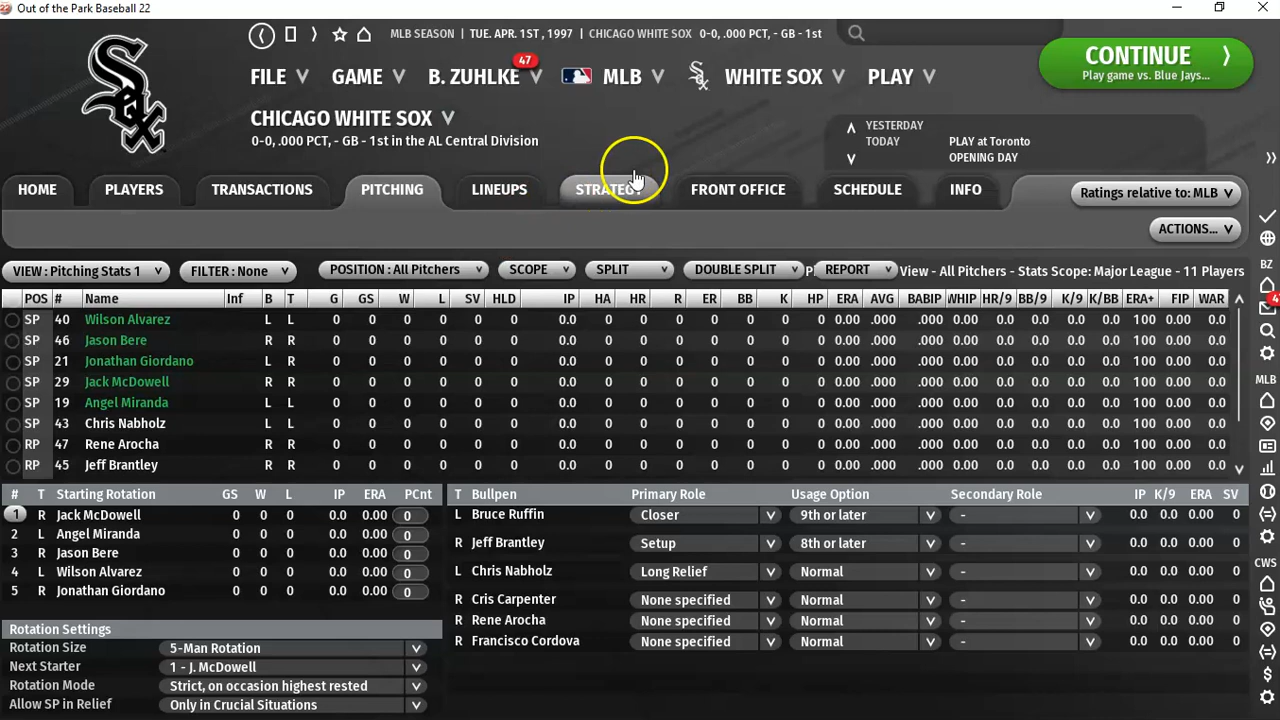 Out of the Park Baseball 22
MLB SEASON | TUE. APR. 1ST, 1997 | CHICAGO WHITE SOX 0-0, .000 PCT, - GB - 1st
FILE GAME B. ZUHLKE 47 MLB WHITE SOX PLAY
CONTINUE
Play game vs. Blue Jays...
CHICAGO WHITE SOX
0-0, .000 PCT, - GB - 1st in the AL Central Division
YESTERDAY
TODAY PLAY at Toronto
OPENING DAY
HOME PLAYERS TRANSACTIONS PITCHING LINEUPS STRATEGY FRONT OFFICE SCHEDULE INFO Ratings relative to: MLB
ACTIONS...
VIEW : Pitching Stats 1 FILTER : None POSITION : All Pitchers SCOPE SPLIT DOUBLE SPLIT REPORT View - All Pitchers - Stats Scope: Major League - 11 Players
POS # Name Inf B T G GS W L SV HLD IP HA HR R ER BB K HP ERA AVG BABIP WHIP HR/9 BB/9 K/9 K/BB ERA+ FIP WAR
SP 40 Wilson Alvarez L L 0 0 0 0 0 0 0.0 0 0 0 0 0 0 0 0.00 .000 .000 0.00 0.0 0.0 0.0 0.0 100 0.00 0.0
SP 46 Jason Bere R R 0 0 0 0 0 0 0.0 0 0 0 0 0 0 0 0.00 .000 .000 0.00 0.0 0.0 0.0 0.0 100 0.00 0.0
SP 21 Jonathan Giordano L L 0 0 0 0 0 0 0.0 0 0 0 0 0 0 0 0.00 .000 .000 0.00 0.0 0.0 0.0 0.0 100 0.00 0.0
SP 29 Jack McDowell R R 0 0 0 0 0 0 0.0 0 0 0 0 0 0 0 0.00 .000 .000 0.00 0.0 0.0 0.0 0.0 100 0.00 0.0
SP 19 Angel Miranda L L 0 0 0 0 0 0 0.0 0 0 0 0 0 0 0 0.00 .000 .000 0.00 0.0 0.0 0.0 0.0 100 0.00 0.0
SP 43 Chris Nabholz L L 0 0 0 0 0 0 0.0 0 0 0 0 0 0 0 0.00 .000 .000 0.00 0.0 0.0 0.0 0.0 100 0.00 0.0
RP 47 Rene Arocha R R 0 0 0 0 0 0 0.0 0 0 0 0 0 0 0 0.00 .000 .000 0.00 0.0 0.0 0.0 0.0 100 0.00 0.0
RP 45 Jeff Brantley R R 0 0 0 0 0 0 0.0 0 0 0 0 0 0 0 0.00 .000 .000 0.00 0.0 0.0 0.0 0.0 100 0.00 0.0
# T Starting Rotation GS W L IP ERA PCnt
1 R Jack McDowell 0 0 0 0.0 0.00 0
2 L Angel Miranda 0 0 0 0.0 0.00 0
3 R Jason Bere 0 0 0 0.0 0.00 0
4 L Wilson Alvarez 0 0 0 0.0 0.00 0
5 R Jonathan Giordano 0 0 0 0.0 0.00 0
Rotation Settings
Rotation Size 5-Man Rotation
Next Starter 1 - J. McDowell
Rotation Mode Strict, on occasion highest rested
Allow SP in Relief Only in Crucial Situations
T Bullpen Primary Role Usage Option Secondary Role IP K/9 ERA SV
L Bruce Ruffin Closer 9th or later - 0.0 0.0 0.00 0
R Jeff Brantley Setup 8th or later - 0.0 0.0 0.00 0
L Chris Nabholz Long Relief Normal - 0.0 0.0 0.00 0
R Cris Carpenter None specified Normal - 0.0 0.0 0.00 0
R Rene Arocha None specified Normal - 0.0 0.0 0.00 0
R Francisco Cordova None specified Normal - 0.0 0.0 0.00 0
BZ
MLB
CWS